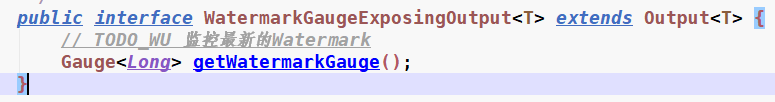 public interface WatermarkGaugeExposingOutput<T> extends Output<T> {
// TODO_WU 监控最新的Watermark
Gauge<Long> getWatermarkGauge();
}